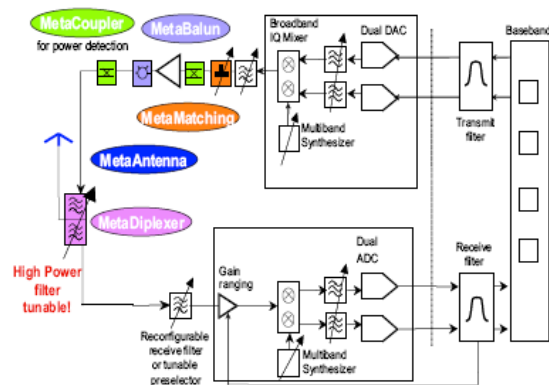 MetaCoupler
for power detection
MetaBalun
Broadband
IQ Mixer
Dual DAC
Baseband
MetaMatching
Multiband
Synthesizer
Transmit
filter
MetaAntenna
MetaDiplexer
High Power
filter
tunable!
Gain
ranging
Dual
ADC
Receive
filter
Reconfigurable
receive filter
or tunable
preselector
Multiband
Synthesizer